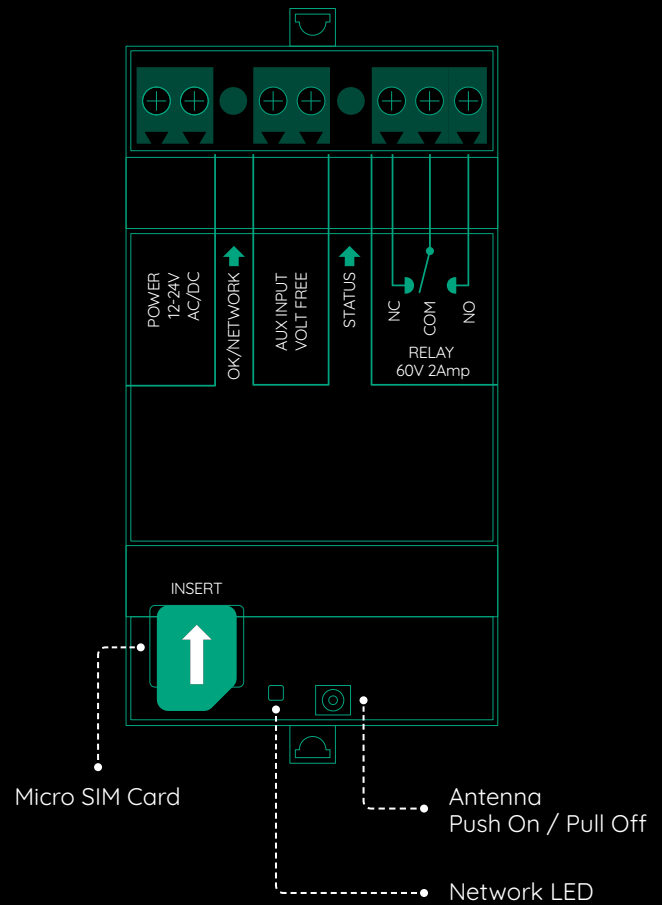 POWER
12-24V
AC/DC
OK/NETWORK
AUX INPUT
VOLT FREE
STATUS
NC
COM
NO
RELAY
60V 2Amp
INSERT
Micro SIM Card
Antenna
Push On / Pull Off
Network LED